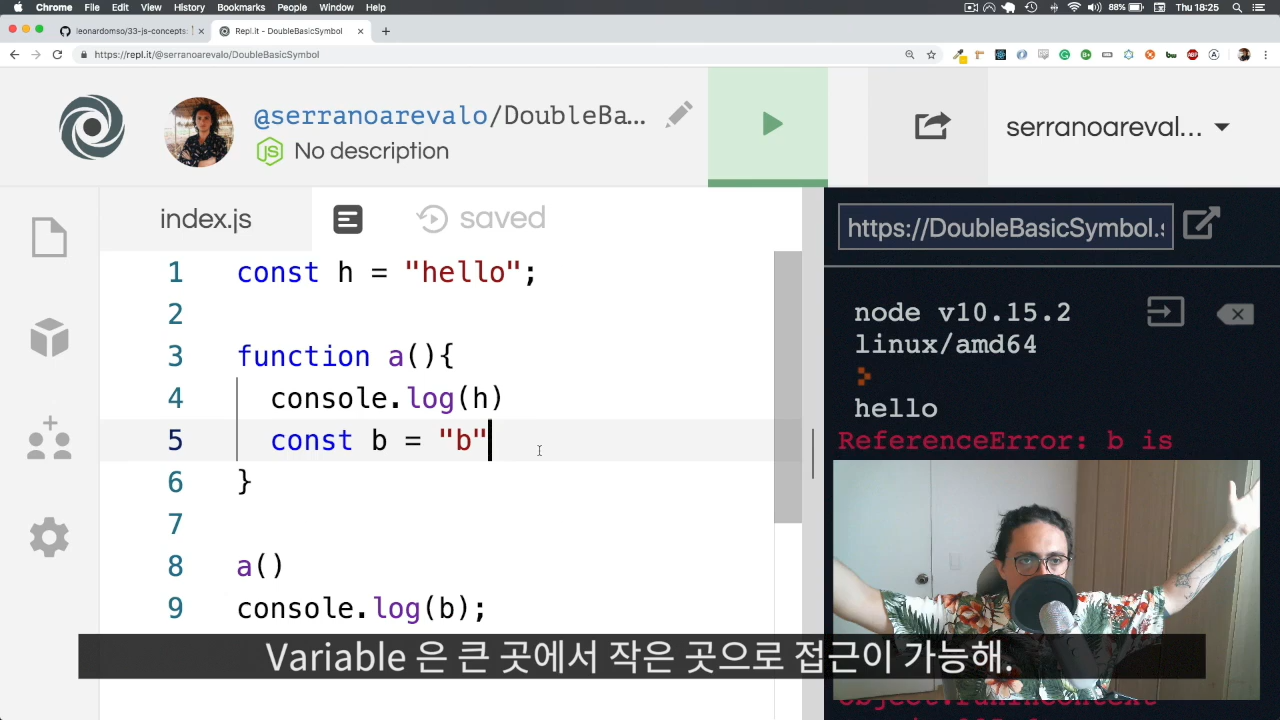 Chrome File Edit View History Bookmarks People Window Help 88% Thu 18:25
leonardomso/33-js-concepts: Repl.it - DoubleBasicSymbol
https://repl.it/@serranoarevalo/DoubleBasicSymbol
@serranoarevalo/DoubleBa...
No description
serranoareval...
index.js
saved
https://DoubleBasicSymbol.
1 const h = "hello";
2
3 function a(){
4 console.log(h)
5 const b = "b"
6 }
7
8 a()
9 console.log(b);
node v10.15.2
linux/amd64
hello
ReferenceError: b is
Variable 은 큰 곳에서 작은 곳으로 접근이 가능해.